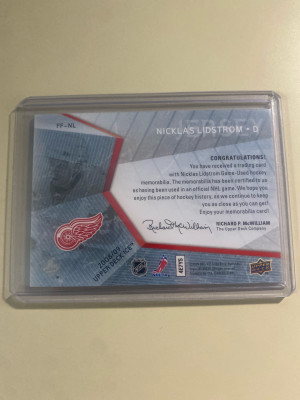 FF-NL
NICKLAS LIDSTROM • D
CONGRATULATIONS!
You have received a trading card
with Nicklas Lidstrom Game-Used hockey
memorabilia. The memorabilia has been certified to us
as having been used in an official NHL game. We hope you
enjoy this piece of hockey history, as we continue to keep
you as close as you can get!
Enjoy your memorabilia card!
RICHARD P. McWILLIAM
The Upper Deck Company
UPPER DECK